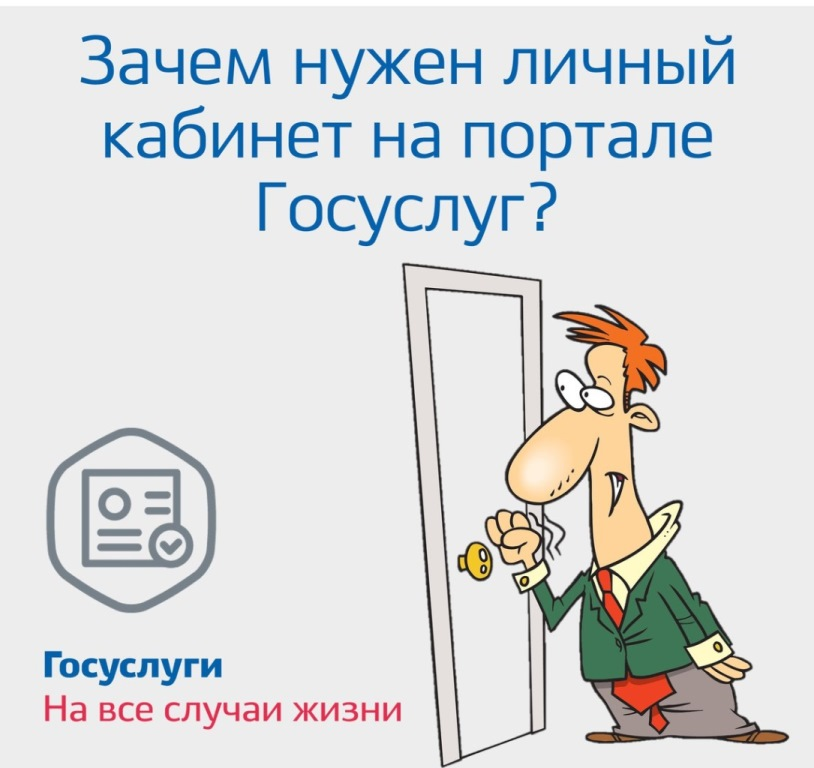 Зачем нужен личный
кабинет на портале
Госуслуг?
Госуслуги
На все случаи жизни